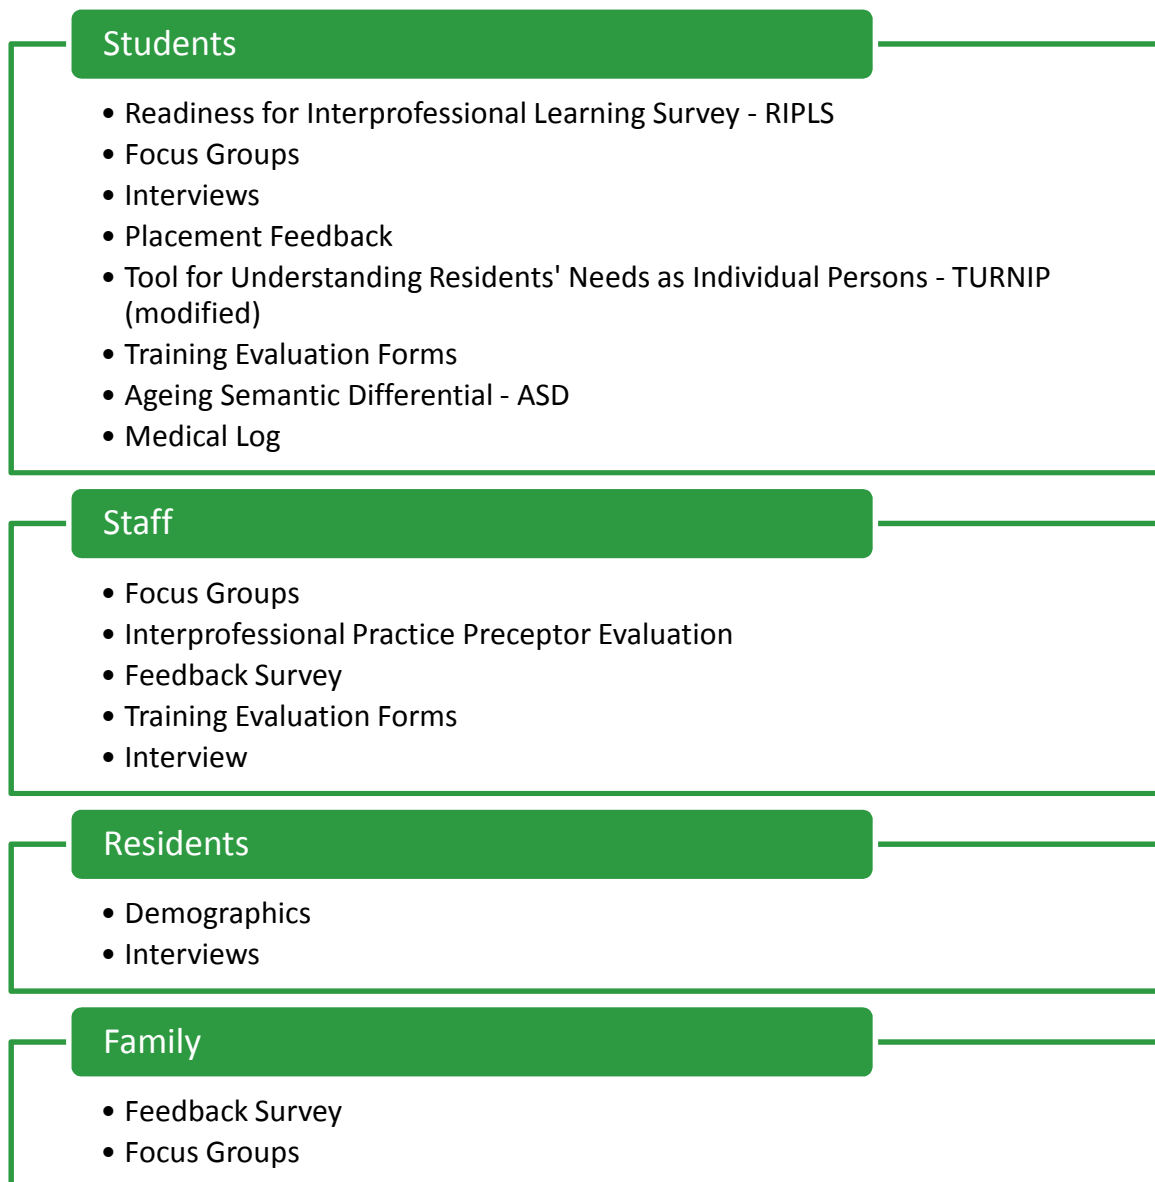 Students
• Readiness for Interprofessional Learning Survey - RIPLS
• Focus Groups
• Interviews
• Placement Feedback
• Tool for Understanding Residents' Needs as Individual Persons - TURNIP
(modified)
• Training Evaluation Forms
• Ageing Semantic Differential - ASD
• Medical Log
Staff
• Focus Groups
• Interprofessional Practice Preceptor Evaluation
• Feedback Survey
• Training Evaluation Forms
• Interview
Residents
• Demographics
• Interviews
Family
• Feedback Survey
• Focus Groups